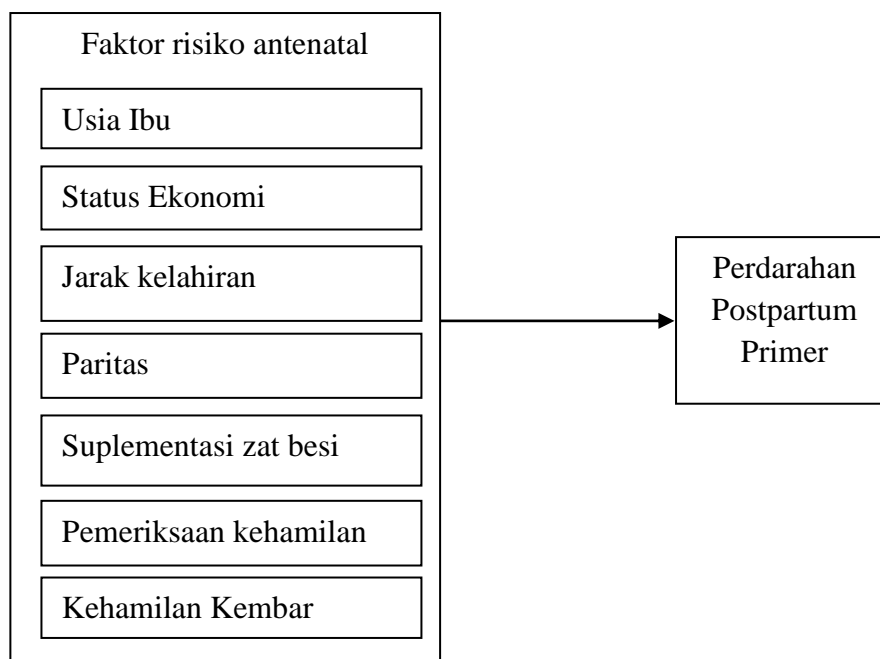 Faktor risiko antenatal
Usia Ibu
Status Ekonomi
Jarak kelahiran
Paritas
Suplementasi zat besi
Pemeriksaan kehamilan
Kehamilan Kembar
Perdarahan
Postpartum
Primer